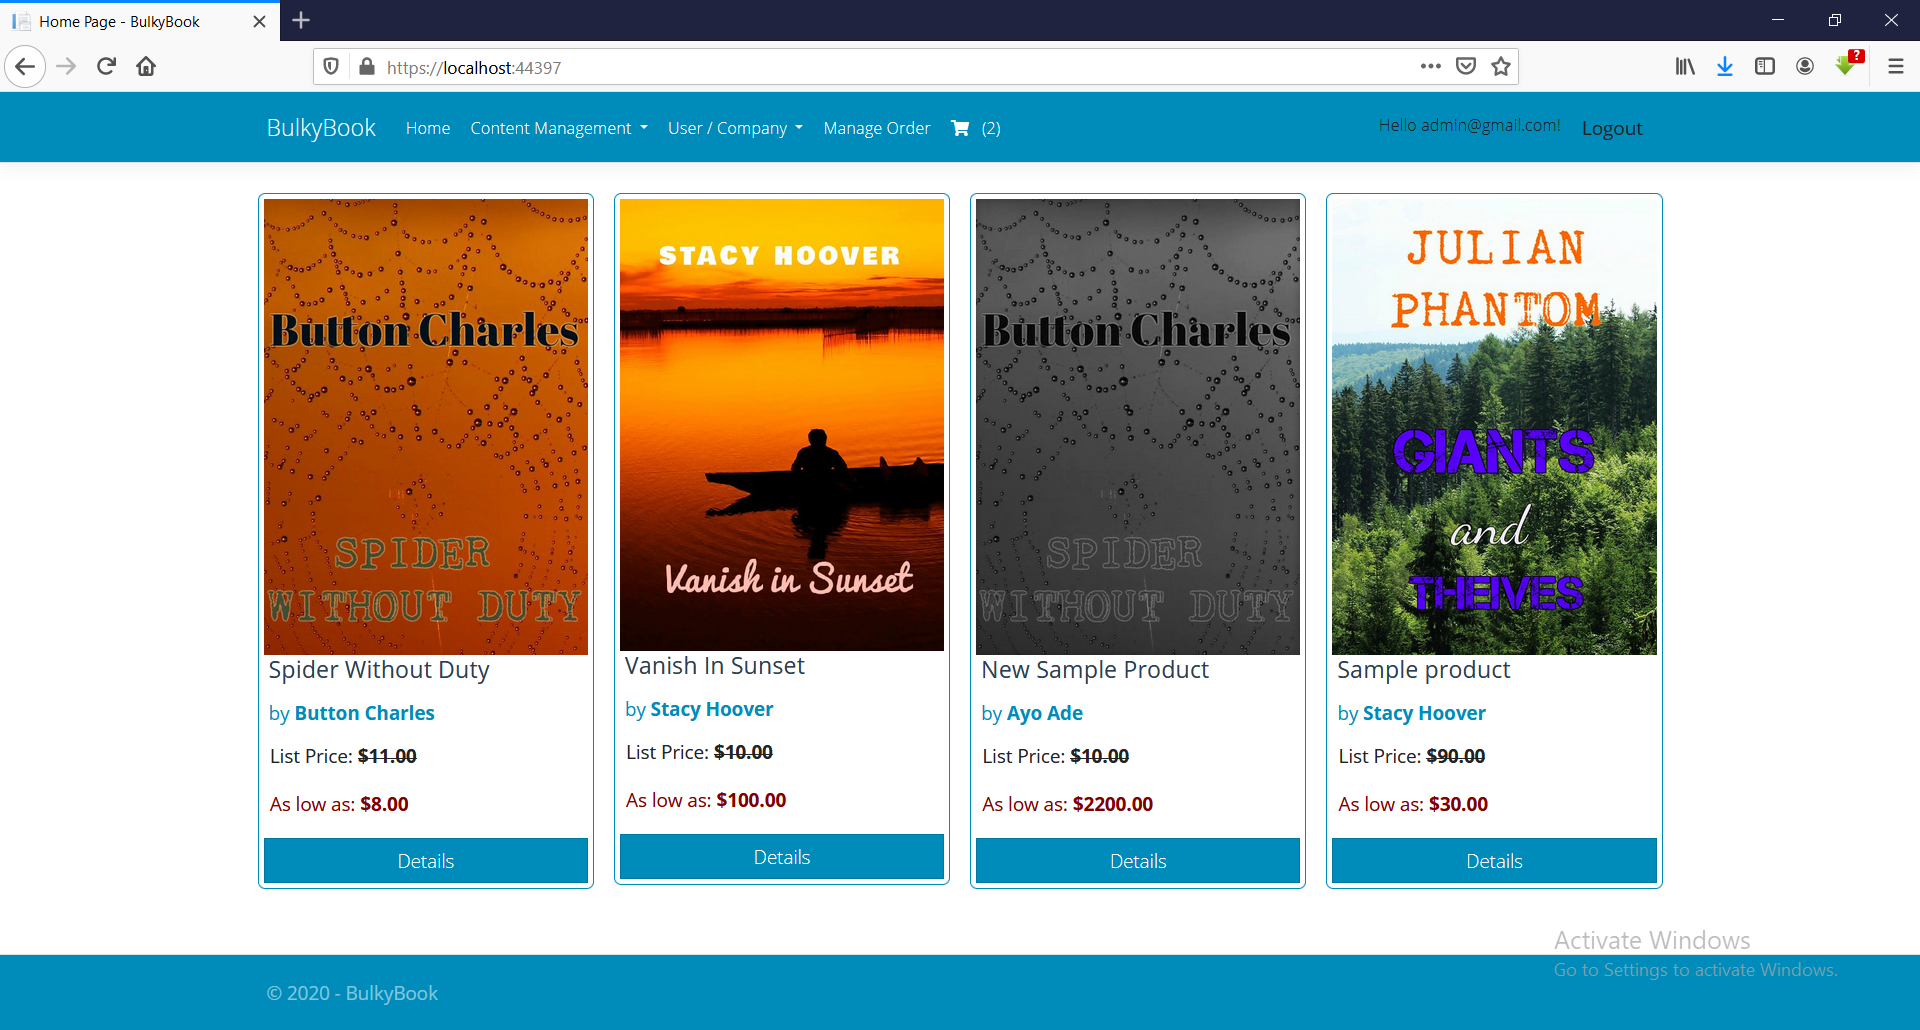 Home Page - BulkyBook
https://localhost:44397
?
BulkyBook
Home
Content Management
User / Company
Manage Order
(2)
Hello admin@gmail.com!
Logout
Button Charles
SPIDER
WITHOUT DUTY
Spider Without Duty
by Button Charles
List Price: $11.00
As low as: $8.00
Details
STACY HOOVER
Vanish in Sunset
Vanish In Sunset
by Stacy Hoover
List Price: $10.00
As low as: $100.00
Details
Button Charles
SPIDER
WITHOUT DUTY
New Sample Product
by Ayo Ade
List Price: $10.00
As low as: $2200.00
Details
JULIAN
PHANTOM
GIANTS
and
THEIVES
Sample product
by Stacy Hoover
List Price: $90.00
As low as: $30.00
Details
Activate Windows
Go to Settings to activate Windows.
© 2020 - BulkyBook